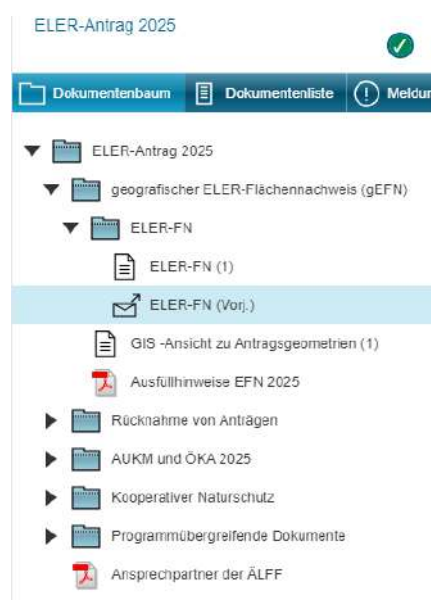 ELER-Antrag 2025
Dokumentenbaum Dokumentenliste Meldun
ELER-Antrag 2025
geografischer ELER-Flächennachweis (gEFN)
ELER-FN
ELER-FN (1)
ELER-FN (Vorj.)
GIS -Ansicht zu Antragsgeometrien (1)
Ausfüllhinweise EFN 2025
Rücknahme von Anträgen
AUKM und ÖKA 2025
Kooperativer Naturschutz
Programmübergreifende Dokumente
Ansprechpartner der ÄLFF